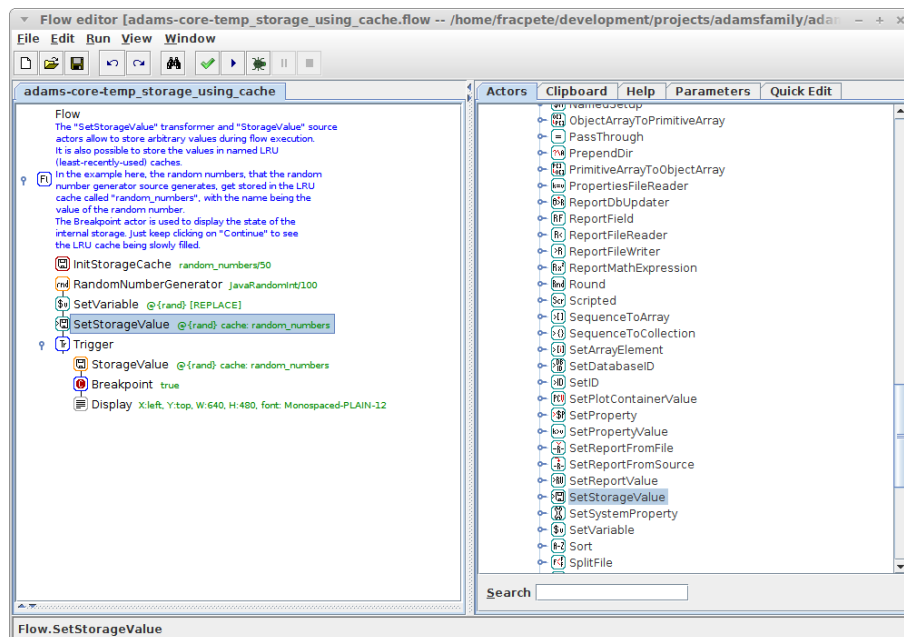 Flow editor [adams-core-temp_storage_using_cache.flow -- /home/fracpete/development/projects/adamsfamily/adam
File Edit Run View Window
adams-core-temp_storage_using_cache
Flow
The "SetStorageValue" transformer and "StorageValue" source
actors allow to store arbitrary values during flow execution.
It is also possible to store the values in named LRU
(least-recently-used) caches.
In the example here, the random numbers, that the random
number generator source generates, get stored in the LRU
cache called "random_numbers", with the name being the
value of the random number.
The Breakpoint actor is used to display the state of the
internal storage. Just keep clicking on "Continue" to see
the LRU cache being slowly filled.
InitStorageCache random_numbers/50
RandomNumberGenerator JavaRandomInt/100
SetVariable @{rand} [REPLACE]
SetStorageValue @{rand} cache: random_numbers
Trigger
StorageValue @{rand} cache: random_numbers
Breakpoint true
Display X:left, Y:top, W:640, H:480, font: Monospaced-PLAIN-12
Actors Clipboard Help Parameters Quick Edit
NamedSetup
ObjectArrayToPrimitiveArray
PassThrough
PrependDir
PrimitiveArrayToObjectArray
PropertiesFileReader
ReportDbUpdater
ReportField
ReportFileReader
ReportFileWriter
ReportMathExpression
Round
Scripted
SequenceToArray
SequenceToCollection
SetArrayElement
SetDatabaseID
SetID
SetPlotContainerValue
SetProperty
SetPropertyValue
SetReportFromFile
SetReportFromSource
SetReportValue
SetStorageValue
SetSystemProperty
SetVariable
Sort
SplitFile
Search
Flow.SetStorageValue